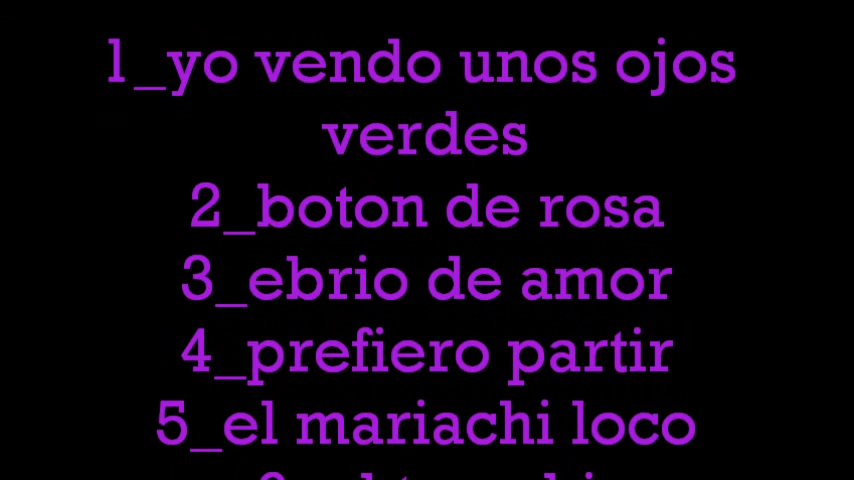 1_yo vendo unos ojos
verdes
2_boton de rosa
3_ebrio de amor
4_prefiero partir
5_el mariachi loco